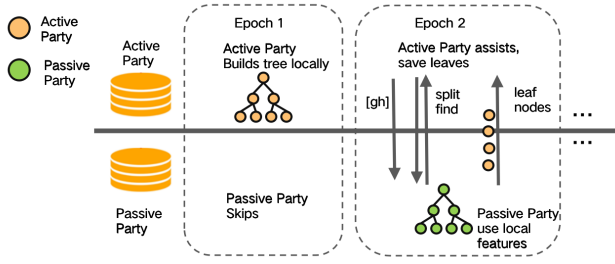 Active
Party
Passive
Party
Active
Party
Passive
Party
Epoch 1
Active Party
Builds tree locally
Passive Party
Skips
Epoch 2
Active Party assists,
save leaves
[gh]
split
find
leaf
nodes
Passive Party
use local
features
...
...